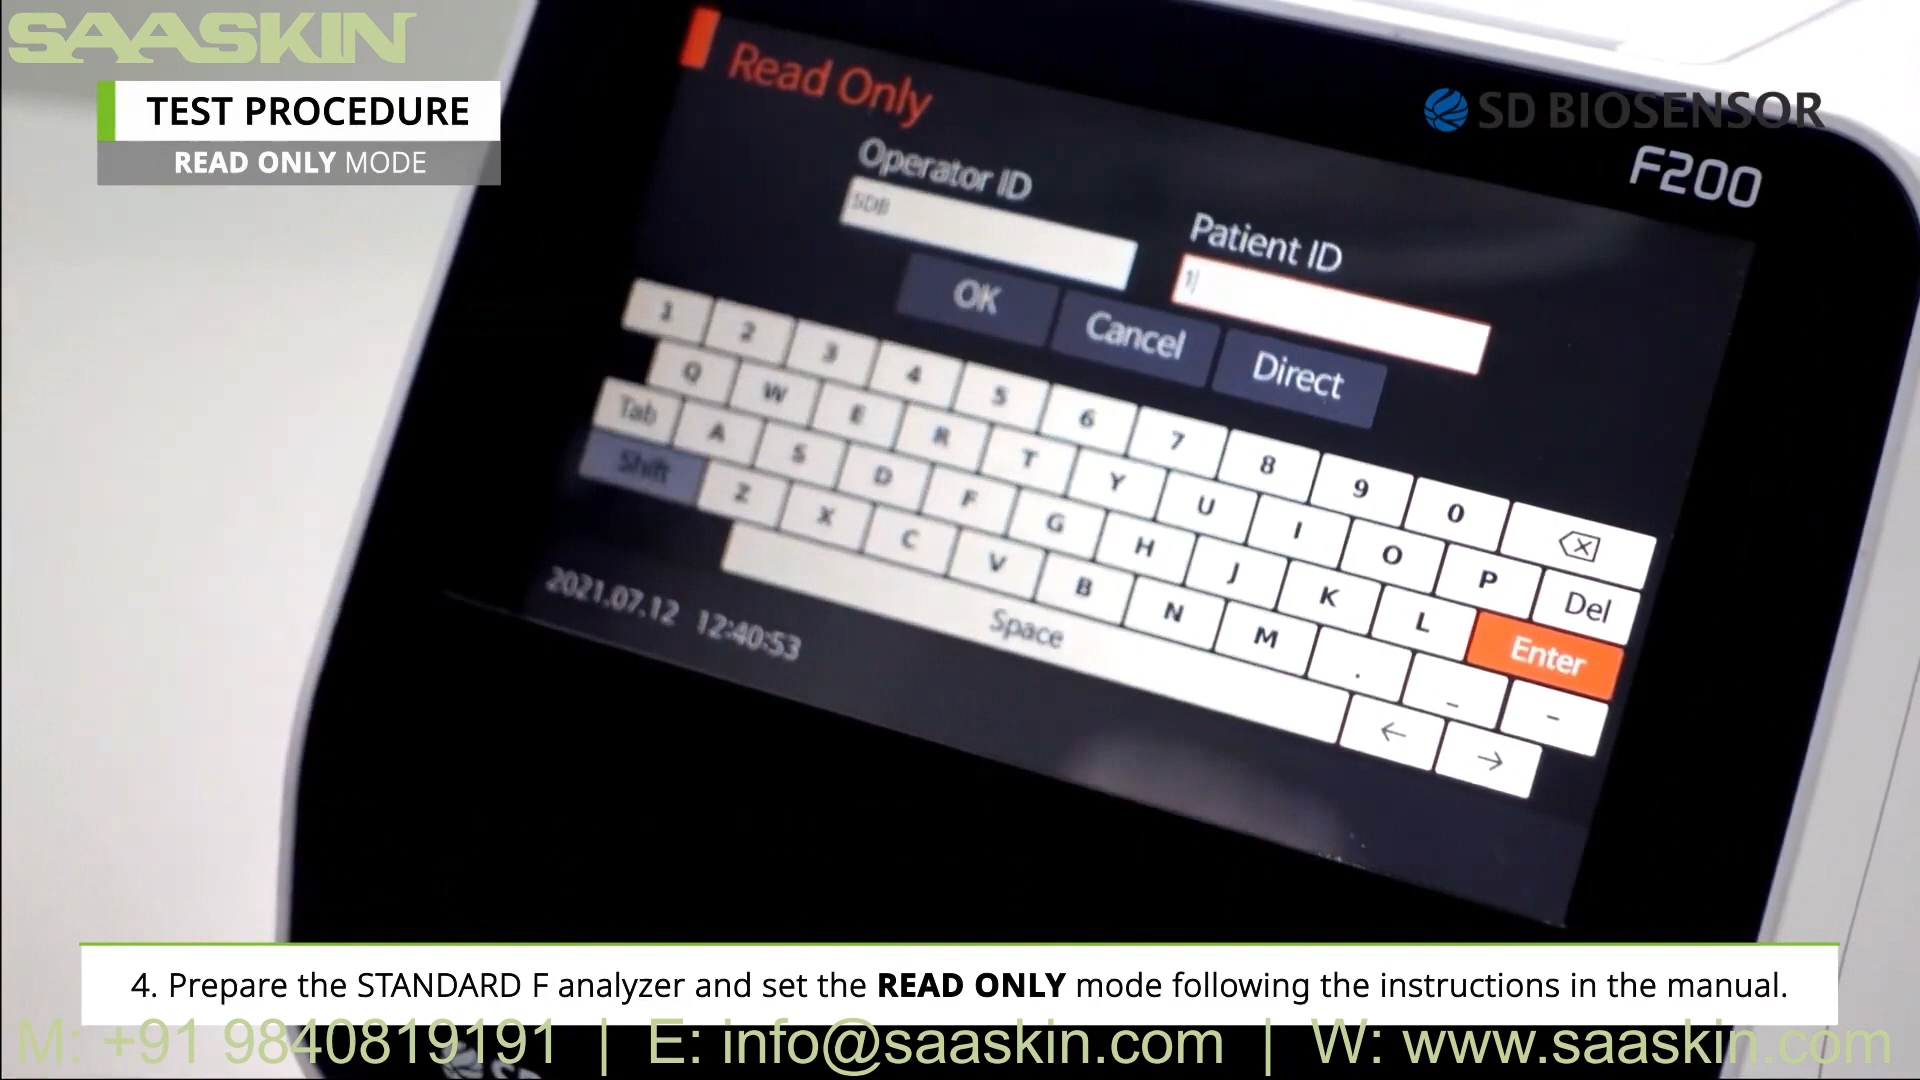 SAASKIN
TEST PROCEDURE
READ ONLY MODE
SD BIOSENSOR
F200
Read Only
Operator ID
SDB
Patient ID
1
OK Cancel Direct
1 2 3 4 5 6 7 8 9 0
Q W E R T Y U I O P Del
Tab A S D F G H J K L Enter
Shift Z X C V B N M . _ -
Space ← →
2021.07.12 12:40:53
4. Prepare the STANDARD F analyzer and set the READ ONLY mode following the instructions in the manual.
M: +91 9840819191 | E: info@saaskin.com | W: www.saaskin.com